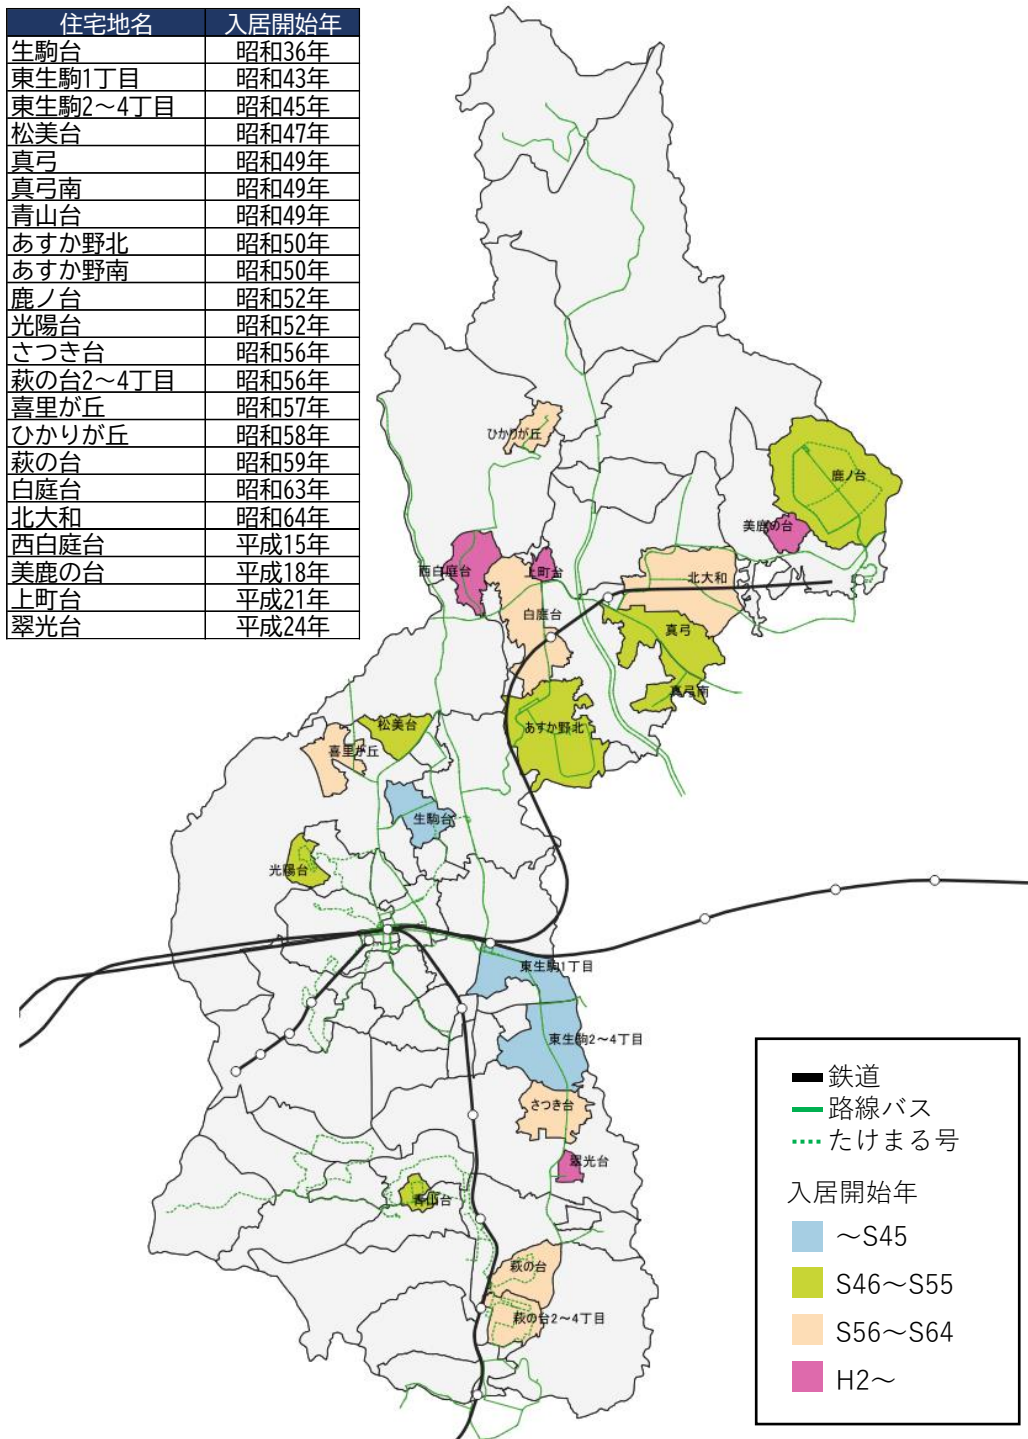 住宅地名 入居開始年
生駒台 昭和36年
東生駒1丁目 昭和43年
東生駒2～4丁目 昭和45年
松美台 昭和47年
真弓 昭和49年
真弓南 昭和49年
青山台 昭和49年
あすか野北 昭和50年
あすか野南 昭和50年
鹿ノ台 昭和52年
光陽台 昭和52年
さつき台 昭和56年
萩の台2～4丁目 昭和56年
喜里が丘 昭和57年
ひかりが丘 昭和58年
萩の台 昭和59年
白庭台 昭和63年
北大和 昭和64年
西白庭台 平成15年
美鹿の台 平成18年
上町台 平成21年
翠光台 平成24年
ひかりが丘
鹿ノ台
美鹿の台
西白庭台
上町台
北大和
白庭台
真弓
真弓南
松美台
あすか野北
喜里が丘
生駒台
光陽台
東生駒1丁目
東生駒2～4丁目
さつき台
翠光台
青山台
萩の台
萩の台2～4丁目
鉄道
路線バス
たけまる号
入居開始年
～S45
S46～S55
S56～S64
H2～